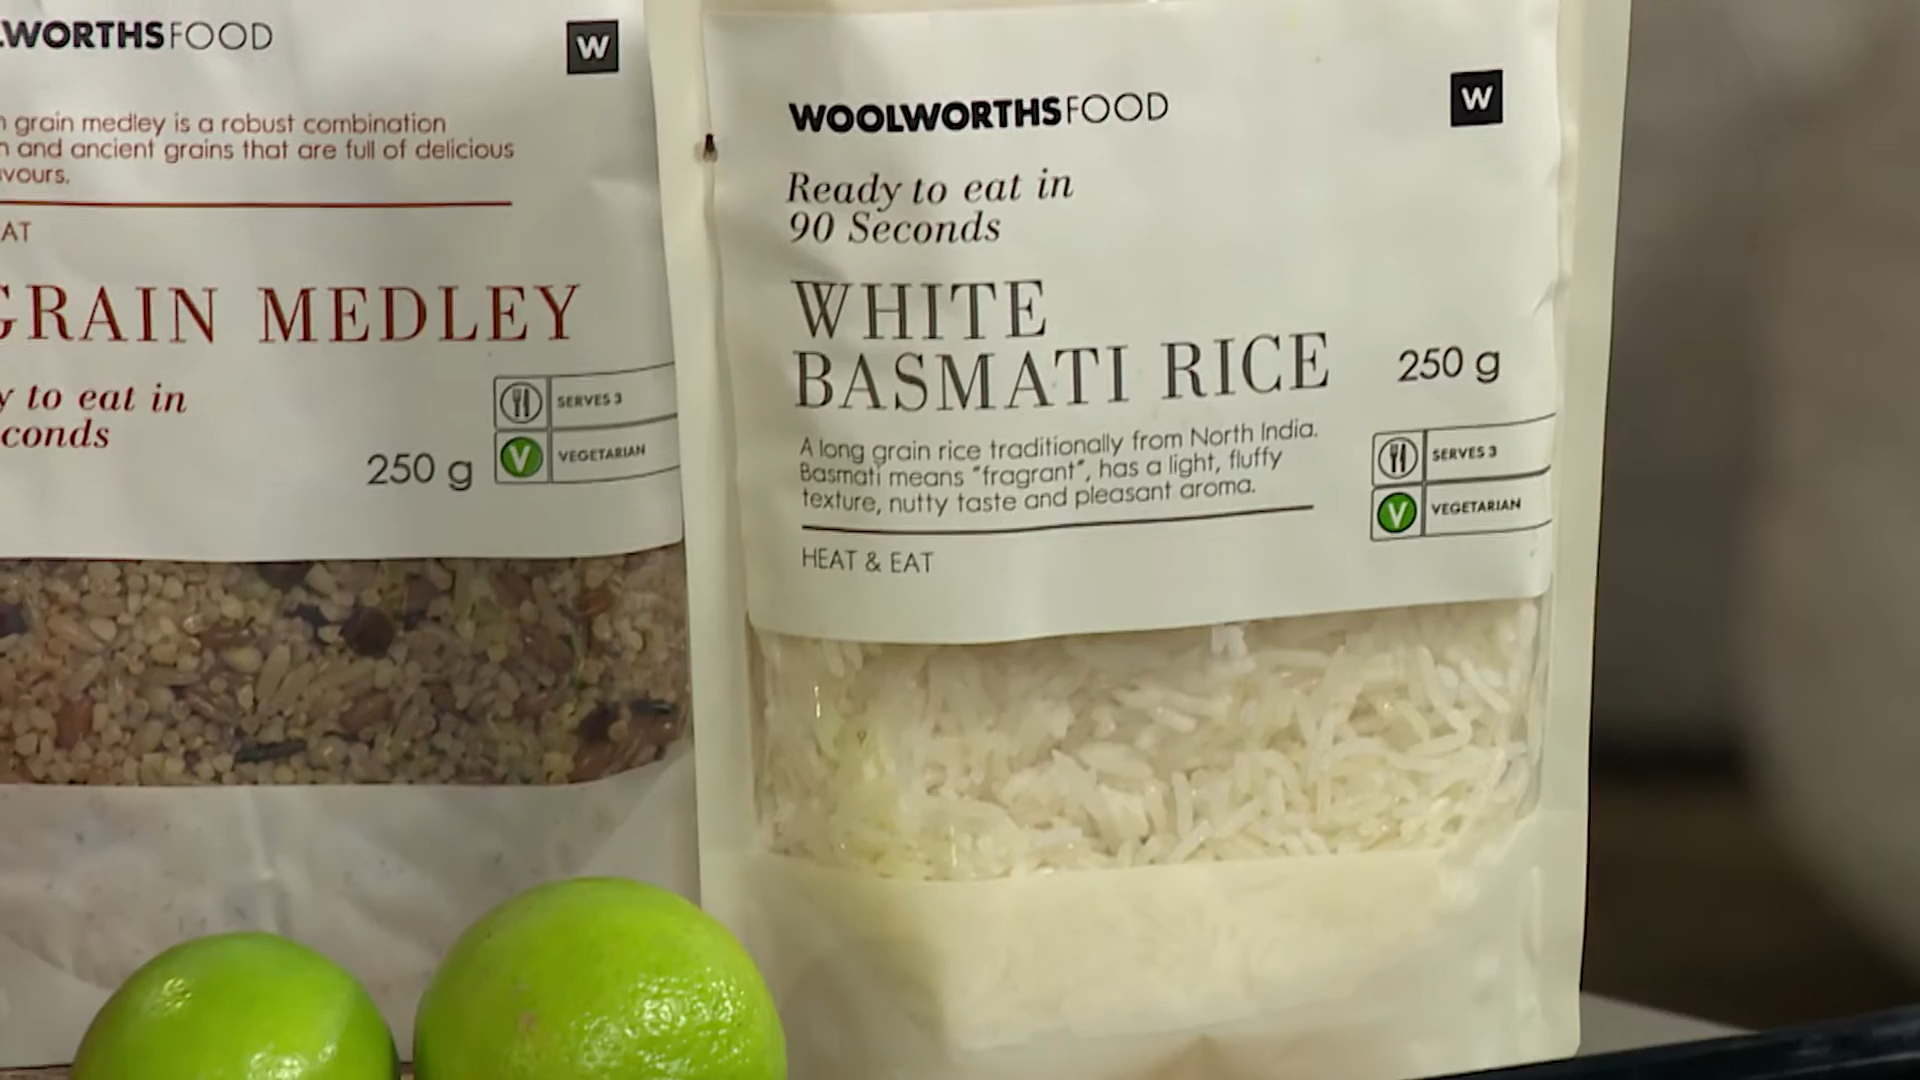 WORTHSFOOD
W
grain medley is a robust combination
and ancient grains that are full of delicious
vours.
AT
GRAIN MEDLEY
y to eat in
conds
250 g
SERVES 3
V
VEGETARIAN
WOOLWORTHSFOOD
W
Ready to eat in
90 Seconds
WHITE
BASMATI RICE
250 g
A long grain rice traditionally from North India.
Basmati means "fragrant", has a light, fluffy
texture, nutty taste and pleasant aroma.
SERVES 3
V
VEGETARIAN
HEAT & EAT